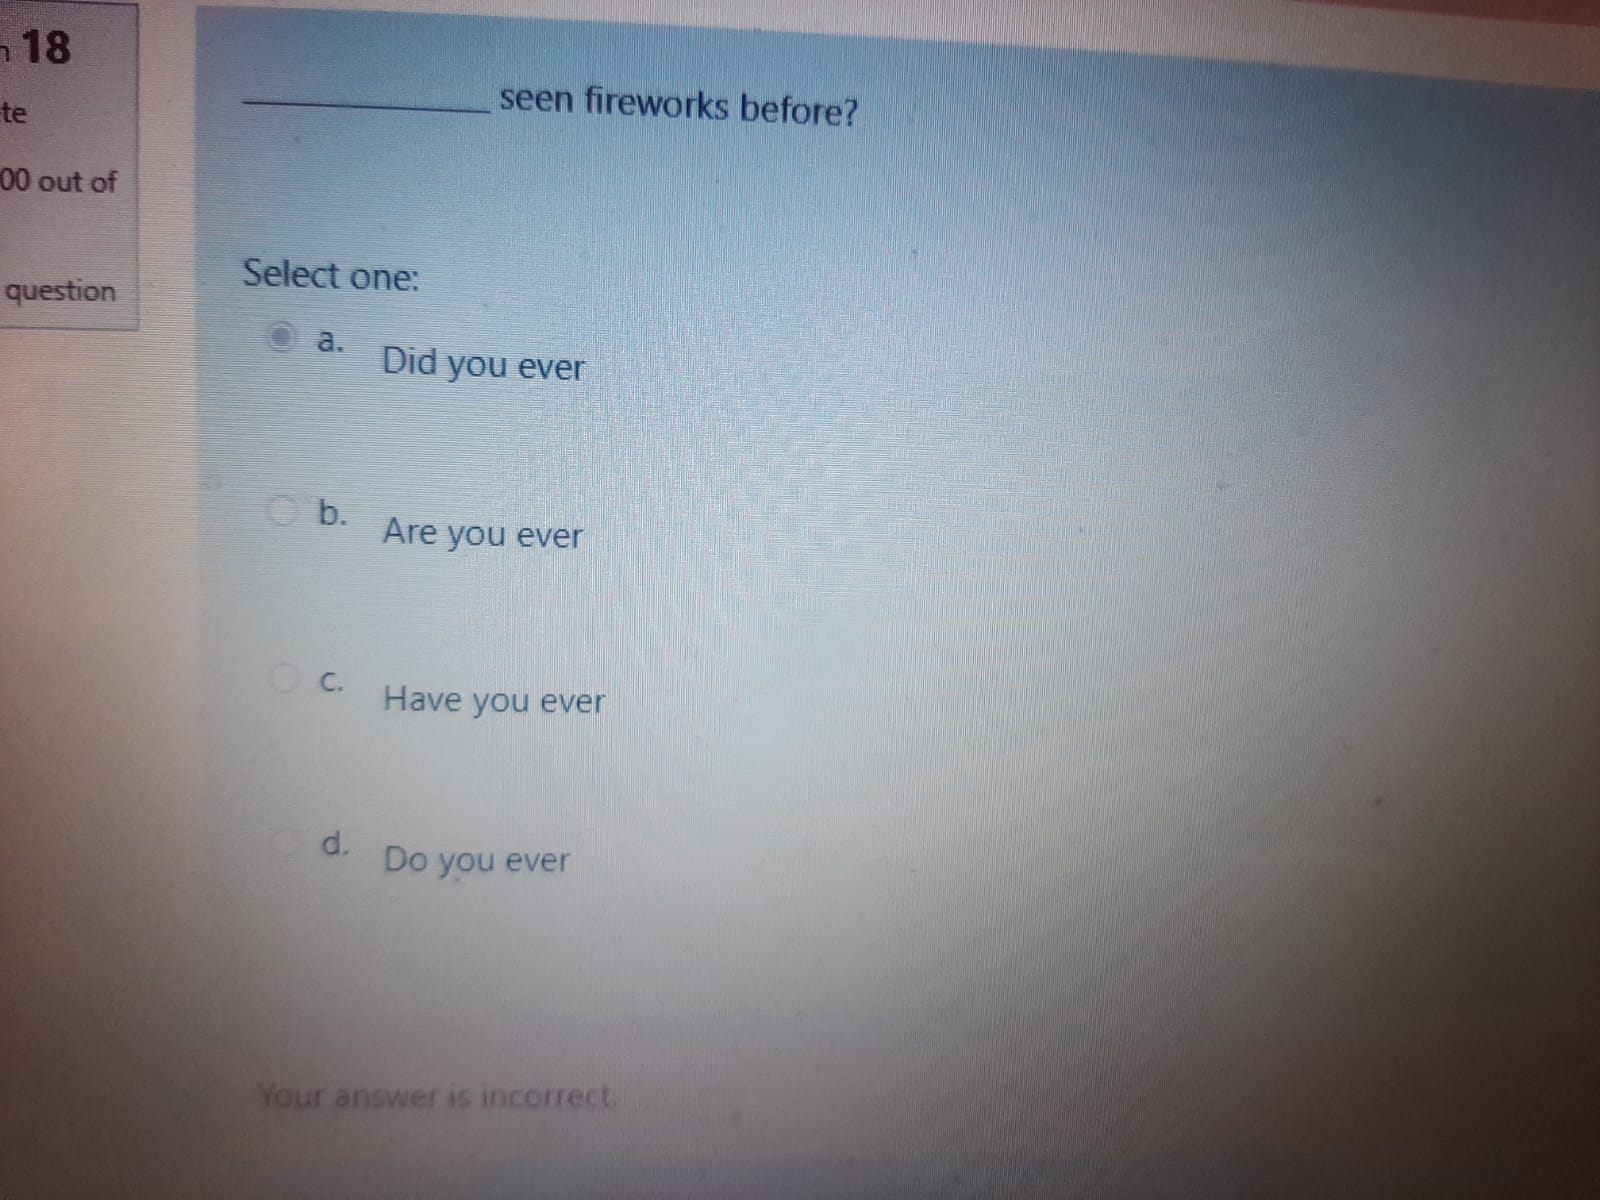 18
te
00 out of
question
seen fireworks before?
Select one:
a. Did you ever
b. Are you ever
c. Have you ever
d. Do you ever
Your answer is incorrect.